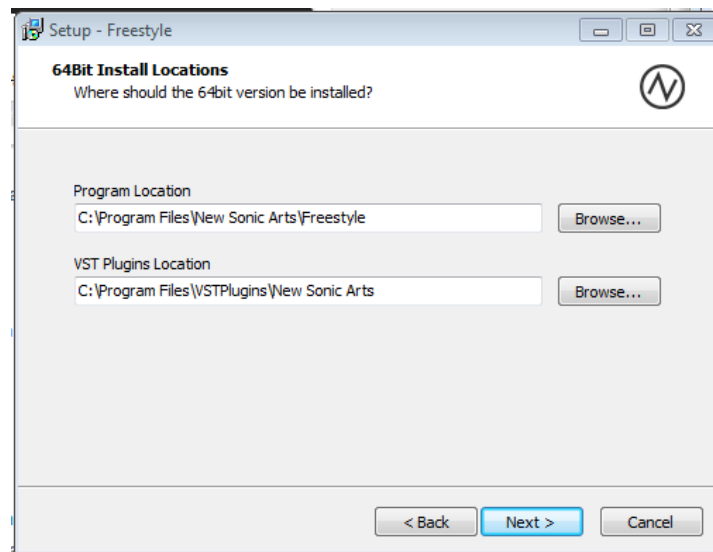 Setup - Freestyle
64Bit Install Locations
Where should the 64bit version be installed?
Program Location
C:\Program Files\New Sonic Arts\Freestyle
Browse...
VST Plugins Location
C:\Program Files\VSTPlugins\New Sonic Arts
Browse...
< Back
Next >
Cancel